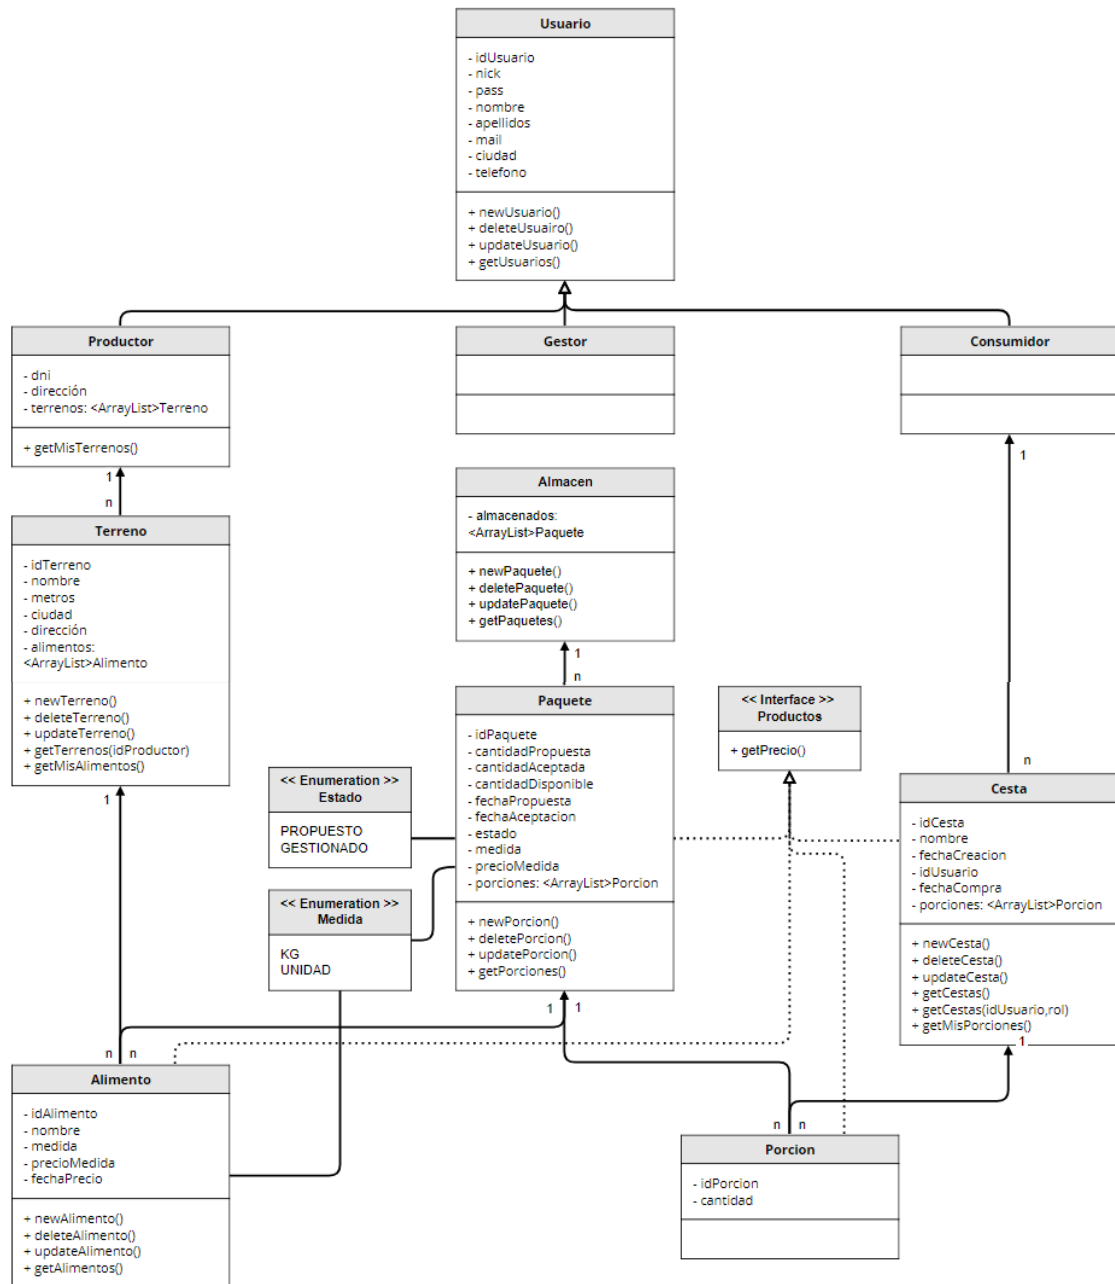 Usuario
- idUsuario
- nick
- pass
- nombre
- apellidos
- mail
- ciudad
- telefono
+ newUsuario()
+ deleteUsuairo()
+ updateUsuario()
+ getUsuarios()
Productor
- dni
- dirección
- terrenos: <ArrayList>Terreno
+ getMisTerrenos()
Gestor
Consumidor
1
n
1
Almacen
- almacenados:
<ArrayList>Paquete
+ newPaquete()
+ deletePaquete()
+ updatePaquete()
+ getPaquetes()
Terreno
- idTerreno
- nombre
- metros
- ciudad
- dirección
- alimentos:
<ArrayList>Alimento
+ newTerreno()
+ deleteTerreno()
+ updateTerreno()
+ getTerrenos(idProductor)
+ getMisAlimentos()
1
n
Paquete
- idPaquete
- cantidadPropuesta
- cantidadAceptada
- cantidadDisponible
- fechaPropuesta
- fechaAceptacion
- estado
- medida
- precioMedida
- porciones: <ArrayList>Porcion
+ newPorcion()
+ deletePorcion()
+ updatePorcion()
+ getPorciones()
<< Interface >>
Productos
+ getPrecio()
n
<< Enumeration >>
Estado
PROPUESTO
GESTIONADO
<< Enumeration >>
Medida
KG
UNIDAD
Cesta
- idCesta
- nombre
- fechaCreacion
- idUsuario
- fechaCompra
- porciones: <ArrayList>Porcion
+ newCesta()
+ deleteCesta()
+ updateCesta()
+ getCestas()
+ getCestas(idUsuario,rol)
+ getMisPorciones()
1
1
1
1
n
n
Alimento
- idAlimento
- nombre
- medida
- precioMedida
- fechaPrecio
+ newAlimento()
+ deleteAlimento()
+ updateAlimento()
+ getAlimentos()
n
n
Porcion
- idPorcion
- cantidad